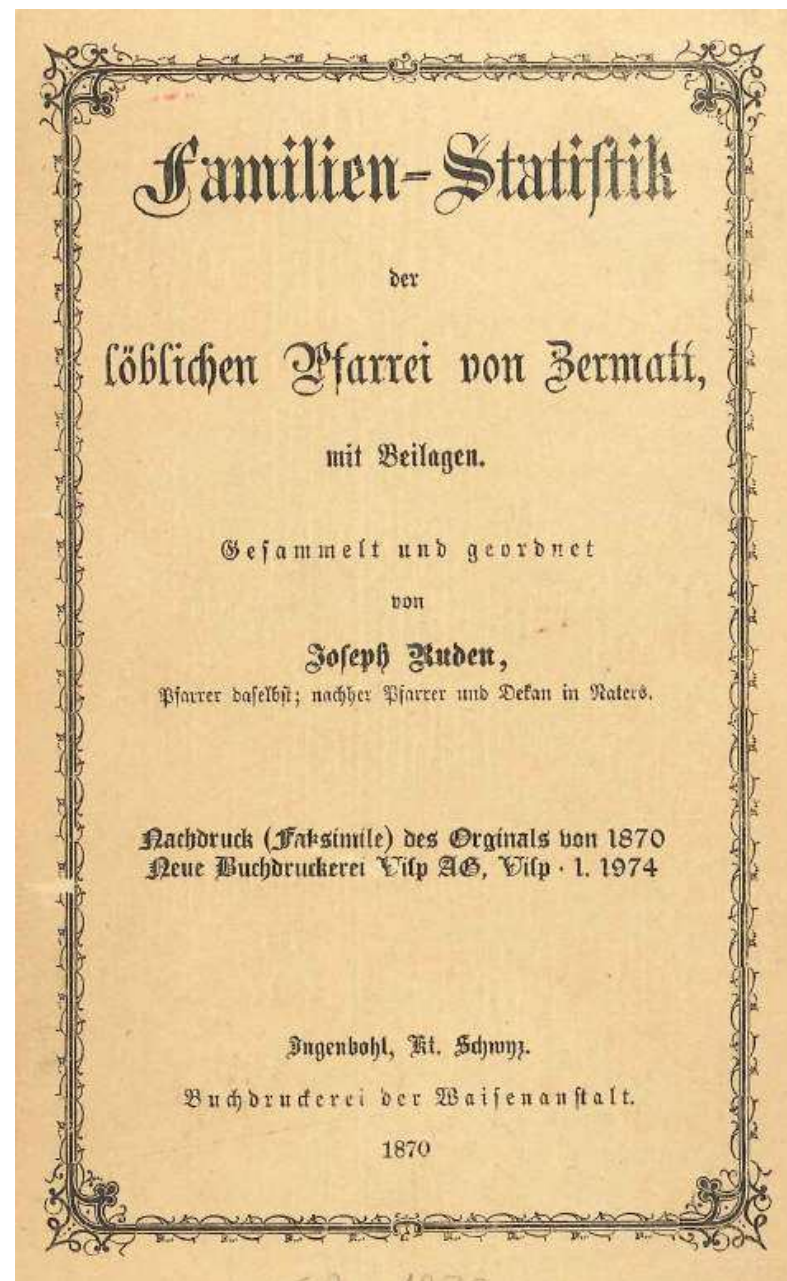 Familien-Statistik
der
löblichen Pfarrei von Zermatt,
mit Beilagen.
Gesammelt und geordnet
von
Joseph Ruden,
Pfarrer daselbst; nachher Pfarrer und Dekan in Naters.
Nachdruck (Faksimile) des Orginals von 1870
Neue Buchdruckerei Visp AG, Visp · 1. 1974
Ingenbohl, Kt. Schwyz.
Buchdruckerei der Waisenanstalt.
1870